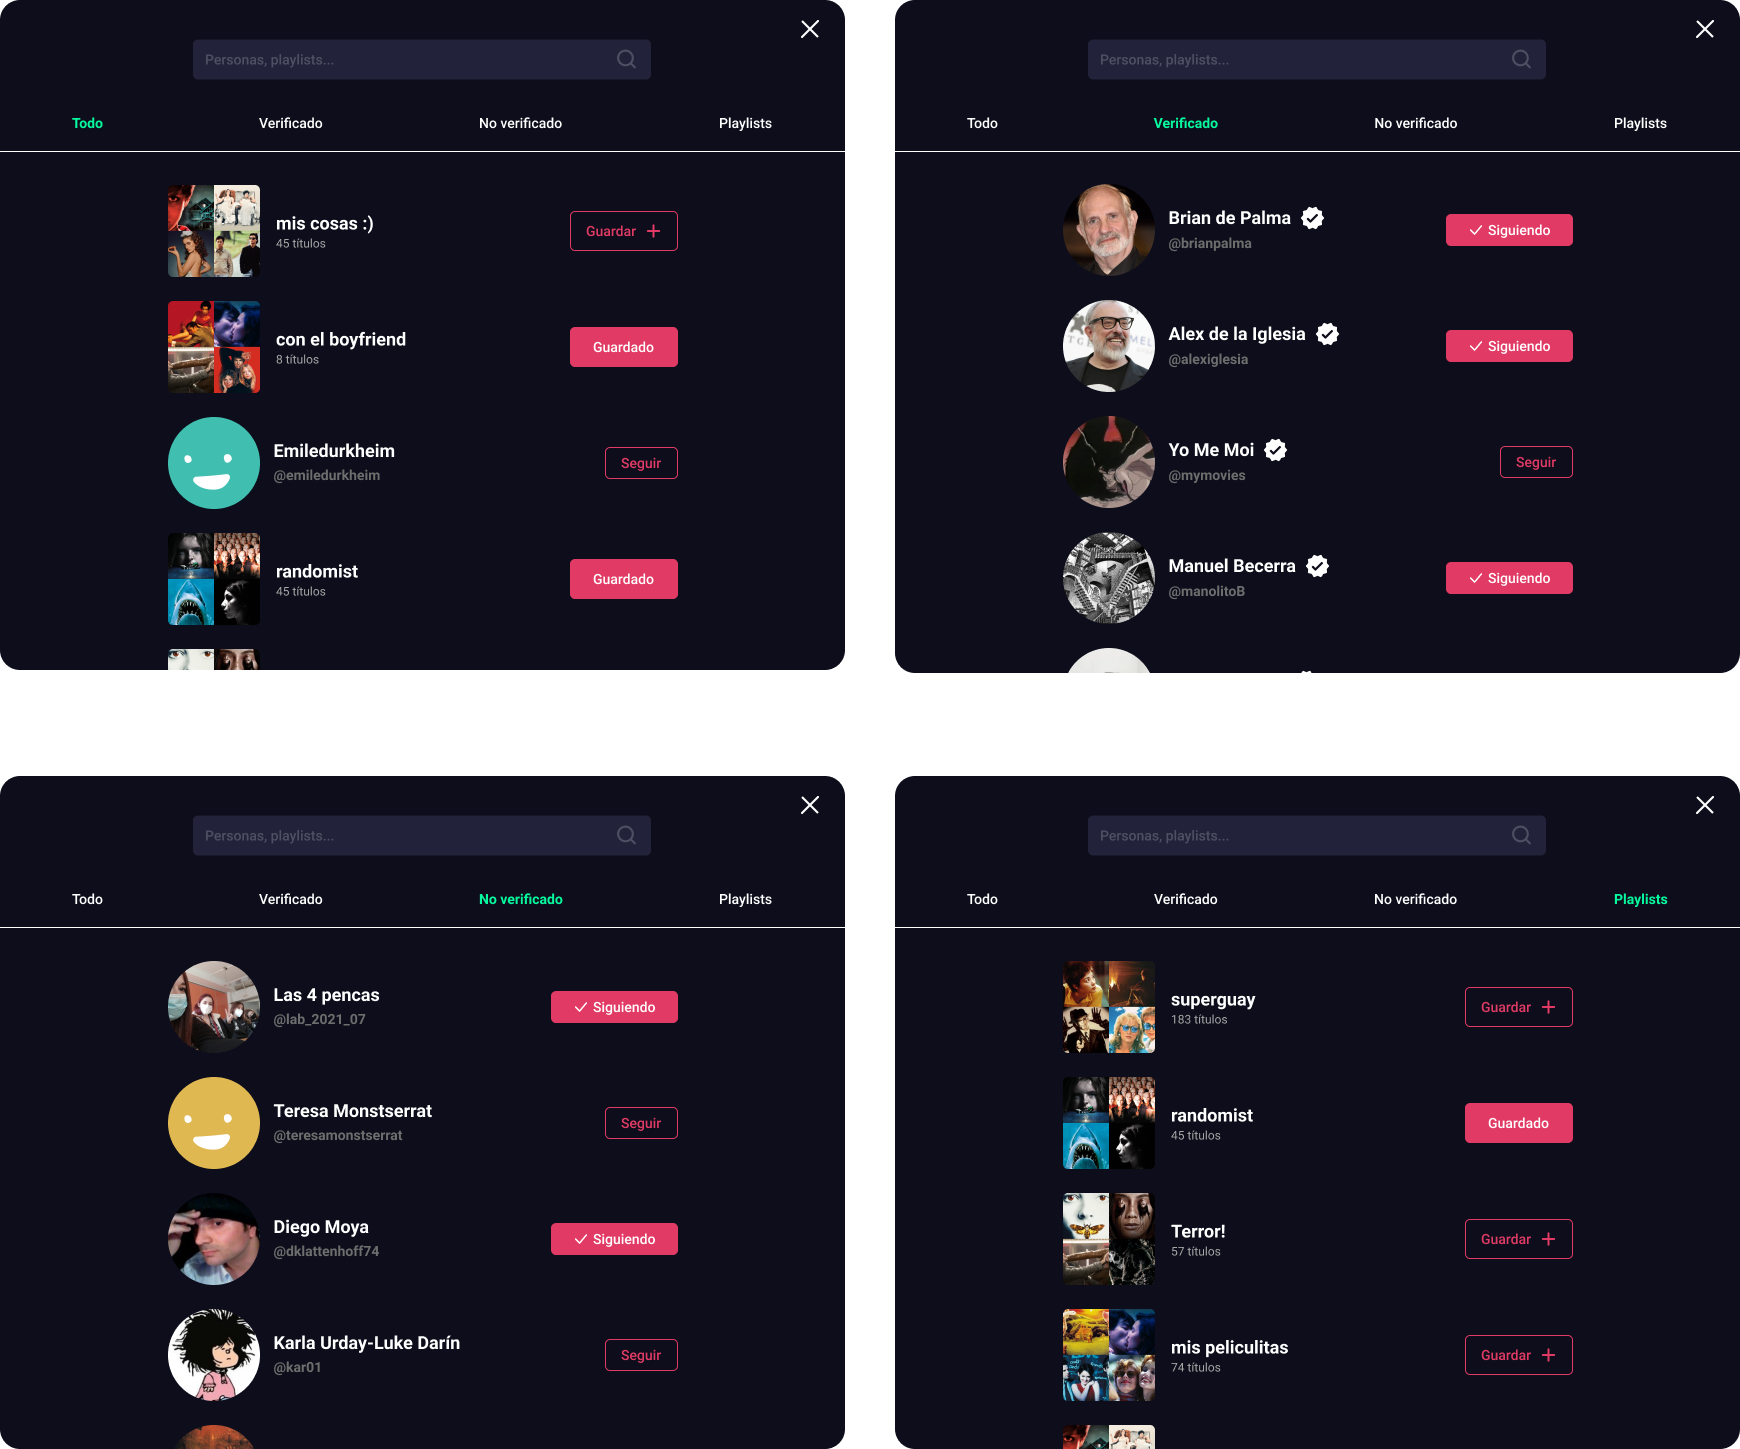 Personas, playlists...
Todo
Verificado
No verificado
Playlists
mis cosas :)
45 títulos
Guardar
con el boyfriend
8 títulos
Guardado
Emiledurkheim
@emiledurkheim
Seguir
randomist
45 títulos
Guardado
Personas, playlists...
Todo
Verificado
No verificado
Playlists
Brian de Palma
@brianpalma
Siguiendo
Alex de la Iglesia
@alexiglesia
Siguiendo
Yo Me Moi
@mymovies
Seguir
Manuel Becerra
@manolitoB
Siguiendo
Personas, playlists...
Todo
Verificado
No verificado
Playlists
Las 4 pencas
@lab_2021_07
Siguiendo
Teresa Monstserrat
@teresamonstserrat
Seguir
Diego Moya
@dklattenhoff74
Siguiendo
Karla Urday-Luke Darín
@kar01
Seguir
Personas, playlists...
Todo
Verificado
No verificado
Playlists
superguay
183 títulos
Guardar
randomist
45 títulos
Guardado
Terror!
57 títulos
Guardar
mis peliculitas
74 títulos
Guardar